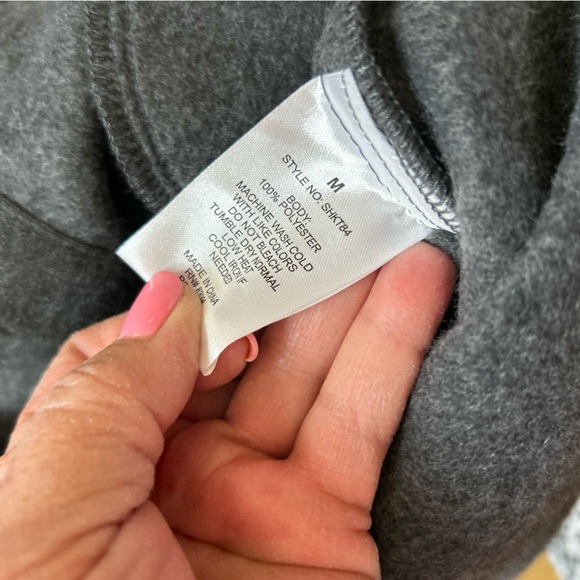 M
STYLE NO: SHKT84
BODY:
100% POLYESTER
MACHINE WASH COLD
WITH LIKE COLORS
DO NOT BLEACH
TUMBLE DRY NORMAL
LOW HEAT
COOL IRON IF
NEEDED
MADE IN CHINA
RN#